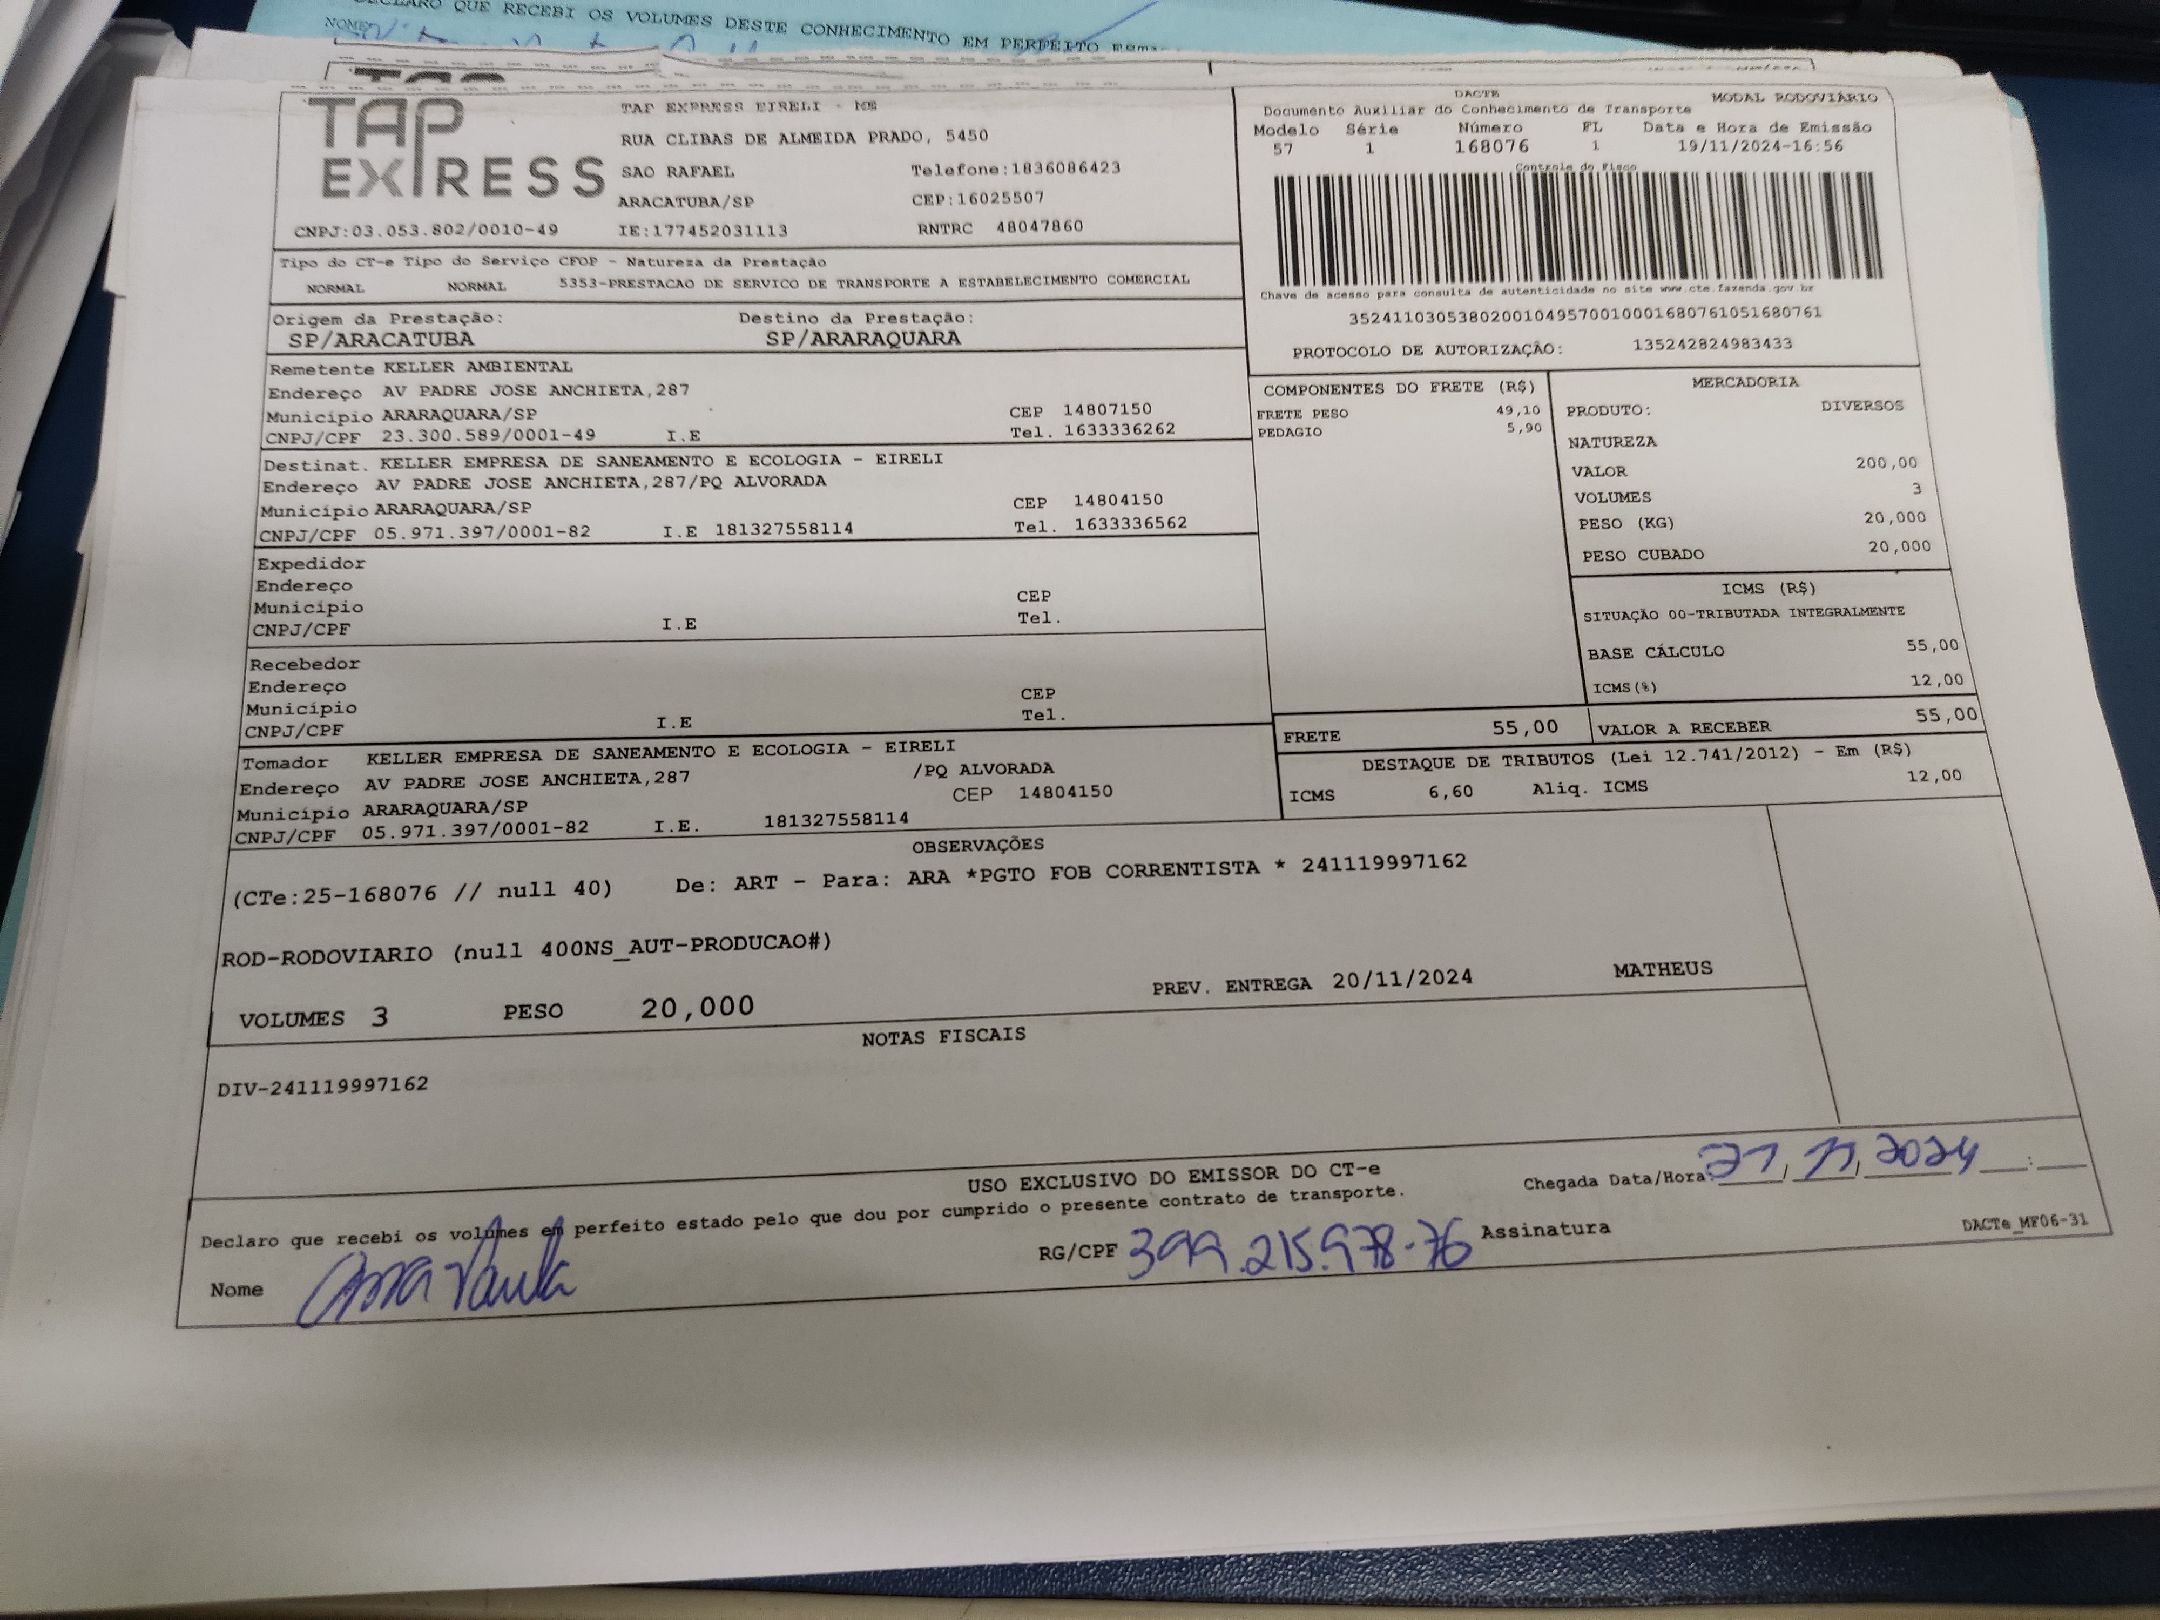 DECLARO QUE RECEBI OS VOLUMES DESTE CONHECIMENTO EM PERFEITO
NOME
TAP EXPRESS
TAP EXPRESS EIRELI - ME
RUA CLIBAS DE ALMEIDA PRADO, 5450
SAO RAFAEL Telefone:1836086423
ARACATUBA/SP CEP:16025507
CNPJ:03.053.802/0010-49 IE:177452031113 RNTRC 48047860
DACTE
Documento Auxiliar do Conhecimento de Transporte MODAL RODOVIÁRIO
Modelo Série Número FL Data e Hora de Emissão
57 1 168076 1 19/11/2024-16:56
Controle do Fisco
Chave de acesso para consulta de autenticidade no site www.cte.fazenda.gov.br
35241103053802001049570010001680761051680761
PROTOCOLO DE AUTORIZAÇÃO: 135242824983433
Tipo do CT-e Tipo do Serviço CFOP - Natureza da Prestação
NORMAL NORMAL 5353-PRESTACAO DE SERVICO DE TRANSPORTE A ESTABELECIMENTO COMERCIAL
Origem da Prestação: Destino da Prestação:
SP/ARACATUBA SP/ARARAQUARA
Remetente KELLER AMBIENTAL
Endereço AV PADRE JOSE ANCHIETA,287
Município ARARAQUARA/SP CEP 14807150
CNPJ/CPF 23.300.589/0001-49 I.E Tel. 1633336262
Destinat. KELLER EMPRESA DE SANEAMENTO E ECOLOGIA - EIRELI
Endereço AV PADRE JOSE ANCHIETA,287/PQ ALVORADA
Município ARARAQUARA/SP CEP 14804150
CNPJ/CPF 05.971.397/0001-82 I.E 181327558114 Tel. 1633336562
Expedidor
Endereço
Município CEP
CNPJ/CPF I.E Tel.
Recebedor
Endereço
Município CEP
CNPJ/CPF I.E Tel.
Tomador KELLER EMPRESA DE SANEAMENTO E ECOLOGIA - EIRELI
Endereço AV PADRE JOSE ANCHIETA,287 /PQ ALVORADA
Município ARARAQUARA/SP CEP 14804150
CNPJ/CPF 05.971.397/0001-82 I.E. 181327558114
COMPONENTES DO FRETE (R$)
FRETE PESO 49,10
PEDAGIO 5,90
MERCADORIA
PRODUTO: DIVERSOS
NATUREZA
VALOR 200,00
VOLUMES 3
PESO (KG) 20,000
PESO CUBADO 20,000
ICMS (R$)
SITUAÇÃO 00-TRIBUTADA INTEGRALMENTE
BASE CÁLCULO 55,00
ICMS(%) 12,00
FRETE 55,00 VALOR A RECEBER 55,00
DESTAQUE DE TRIBUTOS (Lei 12.741/2012) - Em (R$)
ICMS 6,60 Aliq. ICMS 12,00
OBSERVAÇÕES
(CTe:25-168076 // null 40) De: ART - Para: ARA *PGTO FOB CORRENTISTA * 241119997162
ROD-RODOVIARIO (null 400NS_AUT-PRODUCAO#)
VOLUMES 3 PESO 20,000 PREV. ENTREGA 20/11/2024 MATHEUS
NOTAS FISCAIS
DIV-241119997162
USO EXCLUSIVO DO EMISSOR DO CT-e
Declaro que recebi os volumes em perfeito estado pelo que dou por cumprido o presente contrato de transporte.
Chegada Data/Hora: 21/11/2024 __:__
Nome Ana Paula RG/CPF 399.215.978-76 Assinatura DACTe_MF06-31